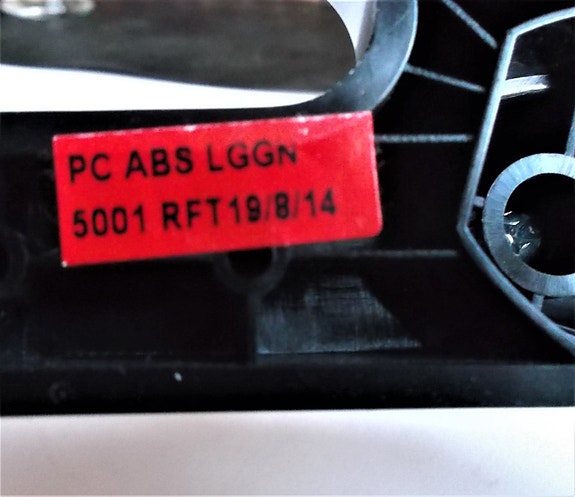 PC ABS LGGN
5001 RFT19/8/14